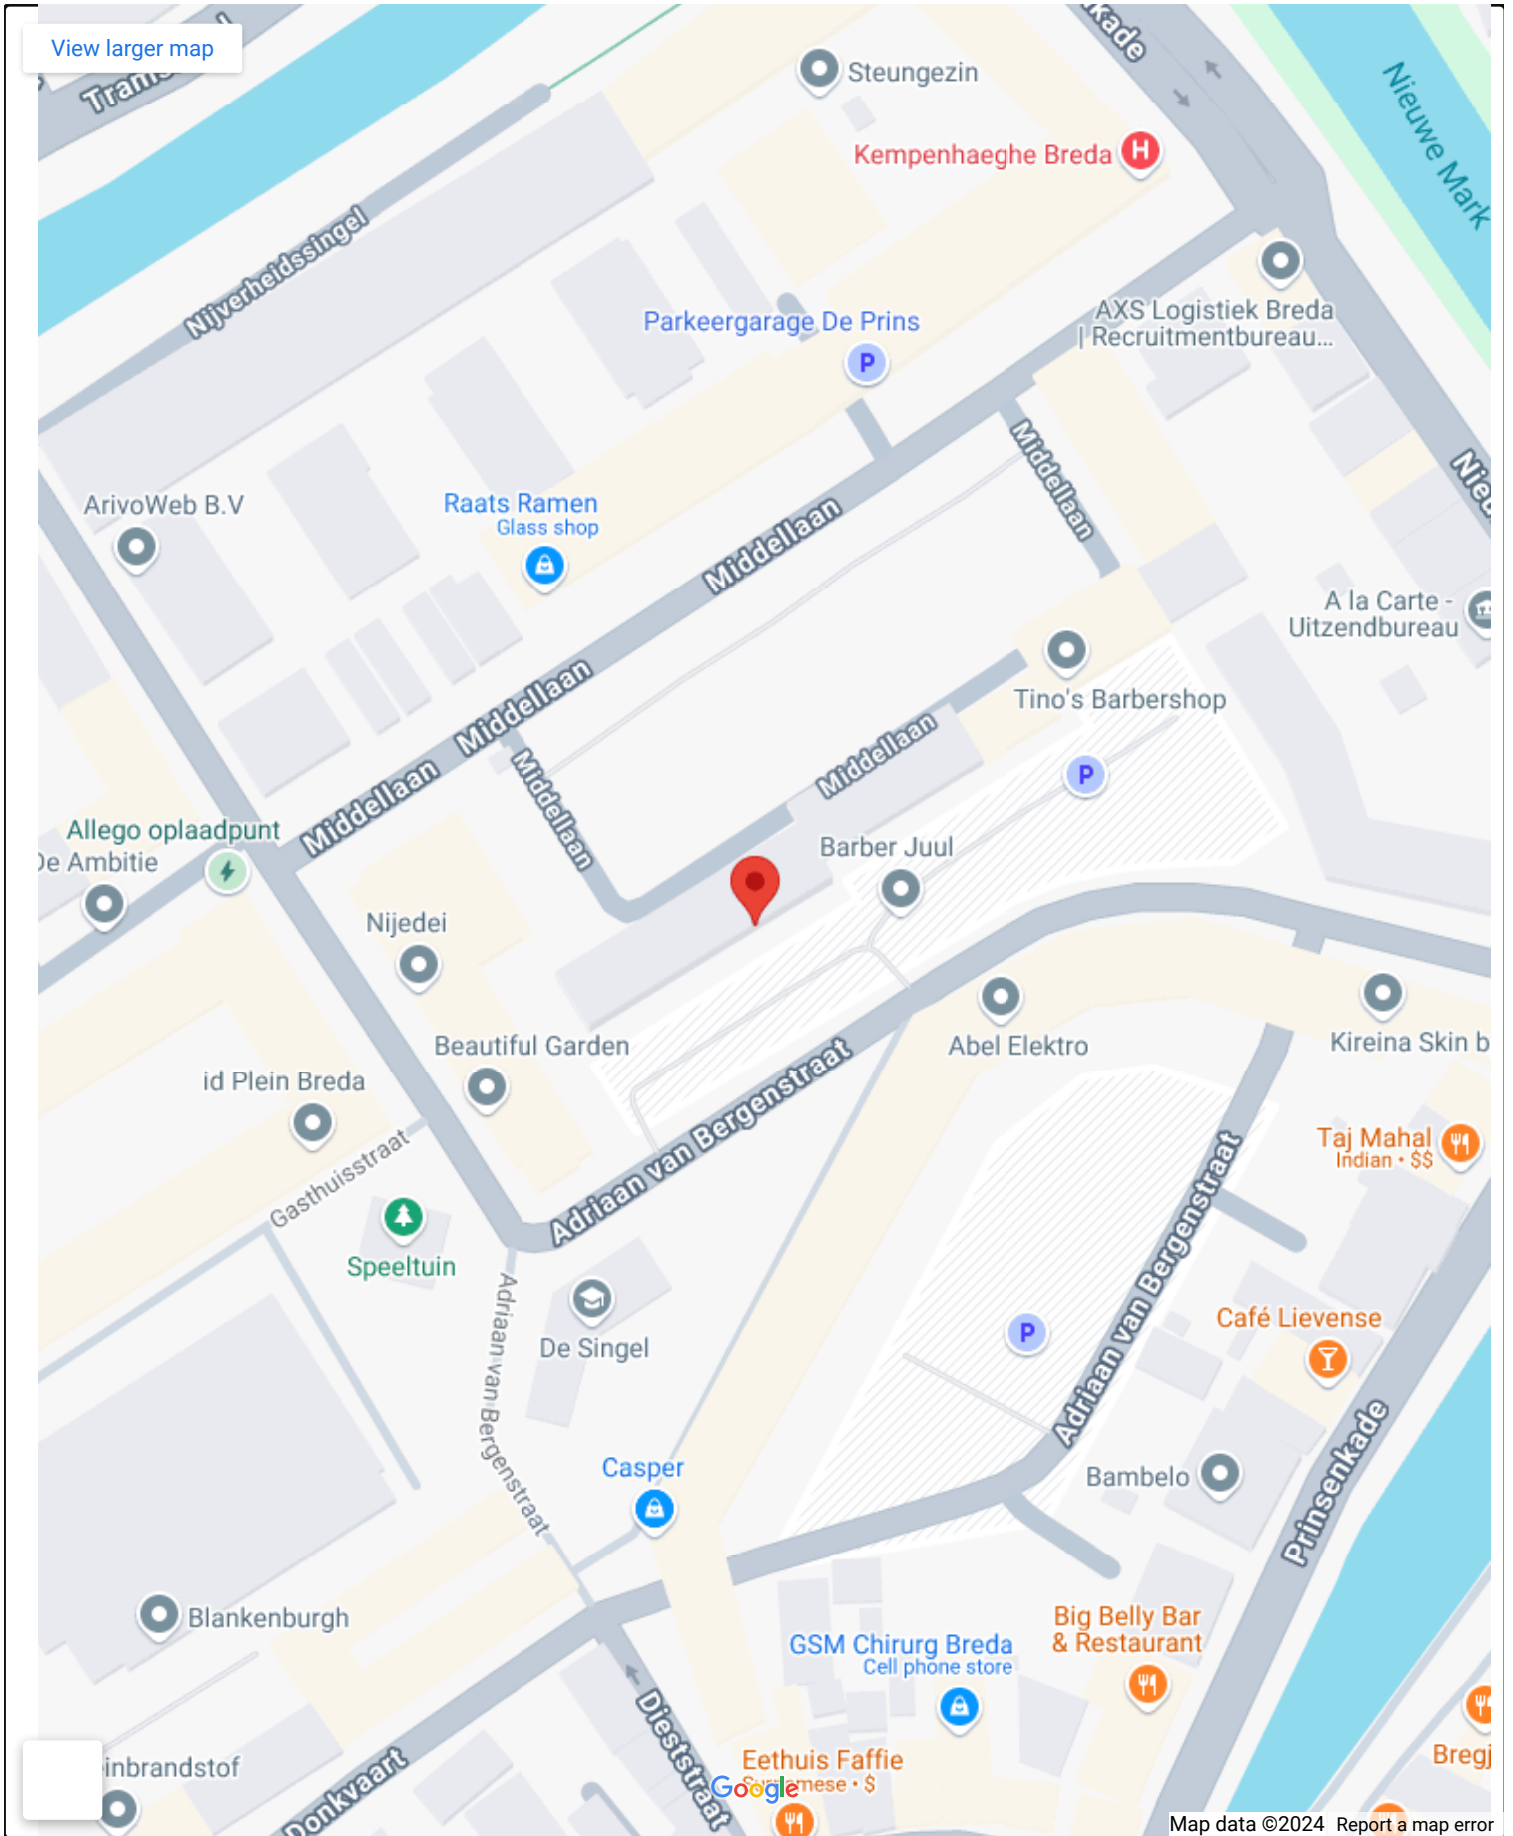 View larger map
kade
Steungezin
Kempenhaeghe Breda
H
Nieuwe Mark
Nijverheidssingel
Parkeergarage De Prins
P
AXS Logistiek Breda
| Recruitmentbureau...
Middellaan
ArivoWeb B.V
Raats Ramen
Glass shop
Middellaan
A la Carte -
Uitzendbureau
Tino's Barbershop
Middellaan
Middellaan
Middellaan
Middellaan
P
Allego oplaadpunt
De Ambitie
Barber Juul
Nijedei
Abel Elektro
Kireina Skin b
Beautiful Garden
id Plein Breda
Adriaan van Bergenstraat
Gasthuisstraat
Taj Mahal
Indian • $$
Speeltuin
Adriaan van Bergenstraat
Adriaan van Bergenstraat
De Singel
P
Café Lievense
Casper
Bambelo
Prinsenkade
Blankenburgh
Big Belly Bar
& Restaurant
GSM Chirurg Breda
Cell phone store
Dieststraat
Eethuis Faffie
mese • $
Google
inbrandstof
Donkvaart
Bregj
Map data ©2024 Report a map error